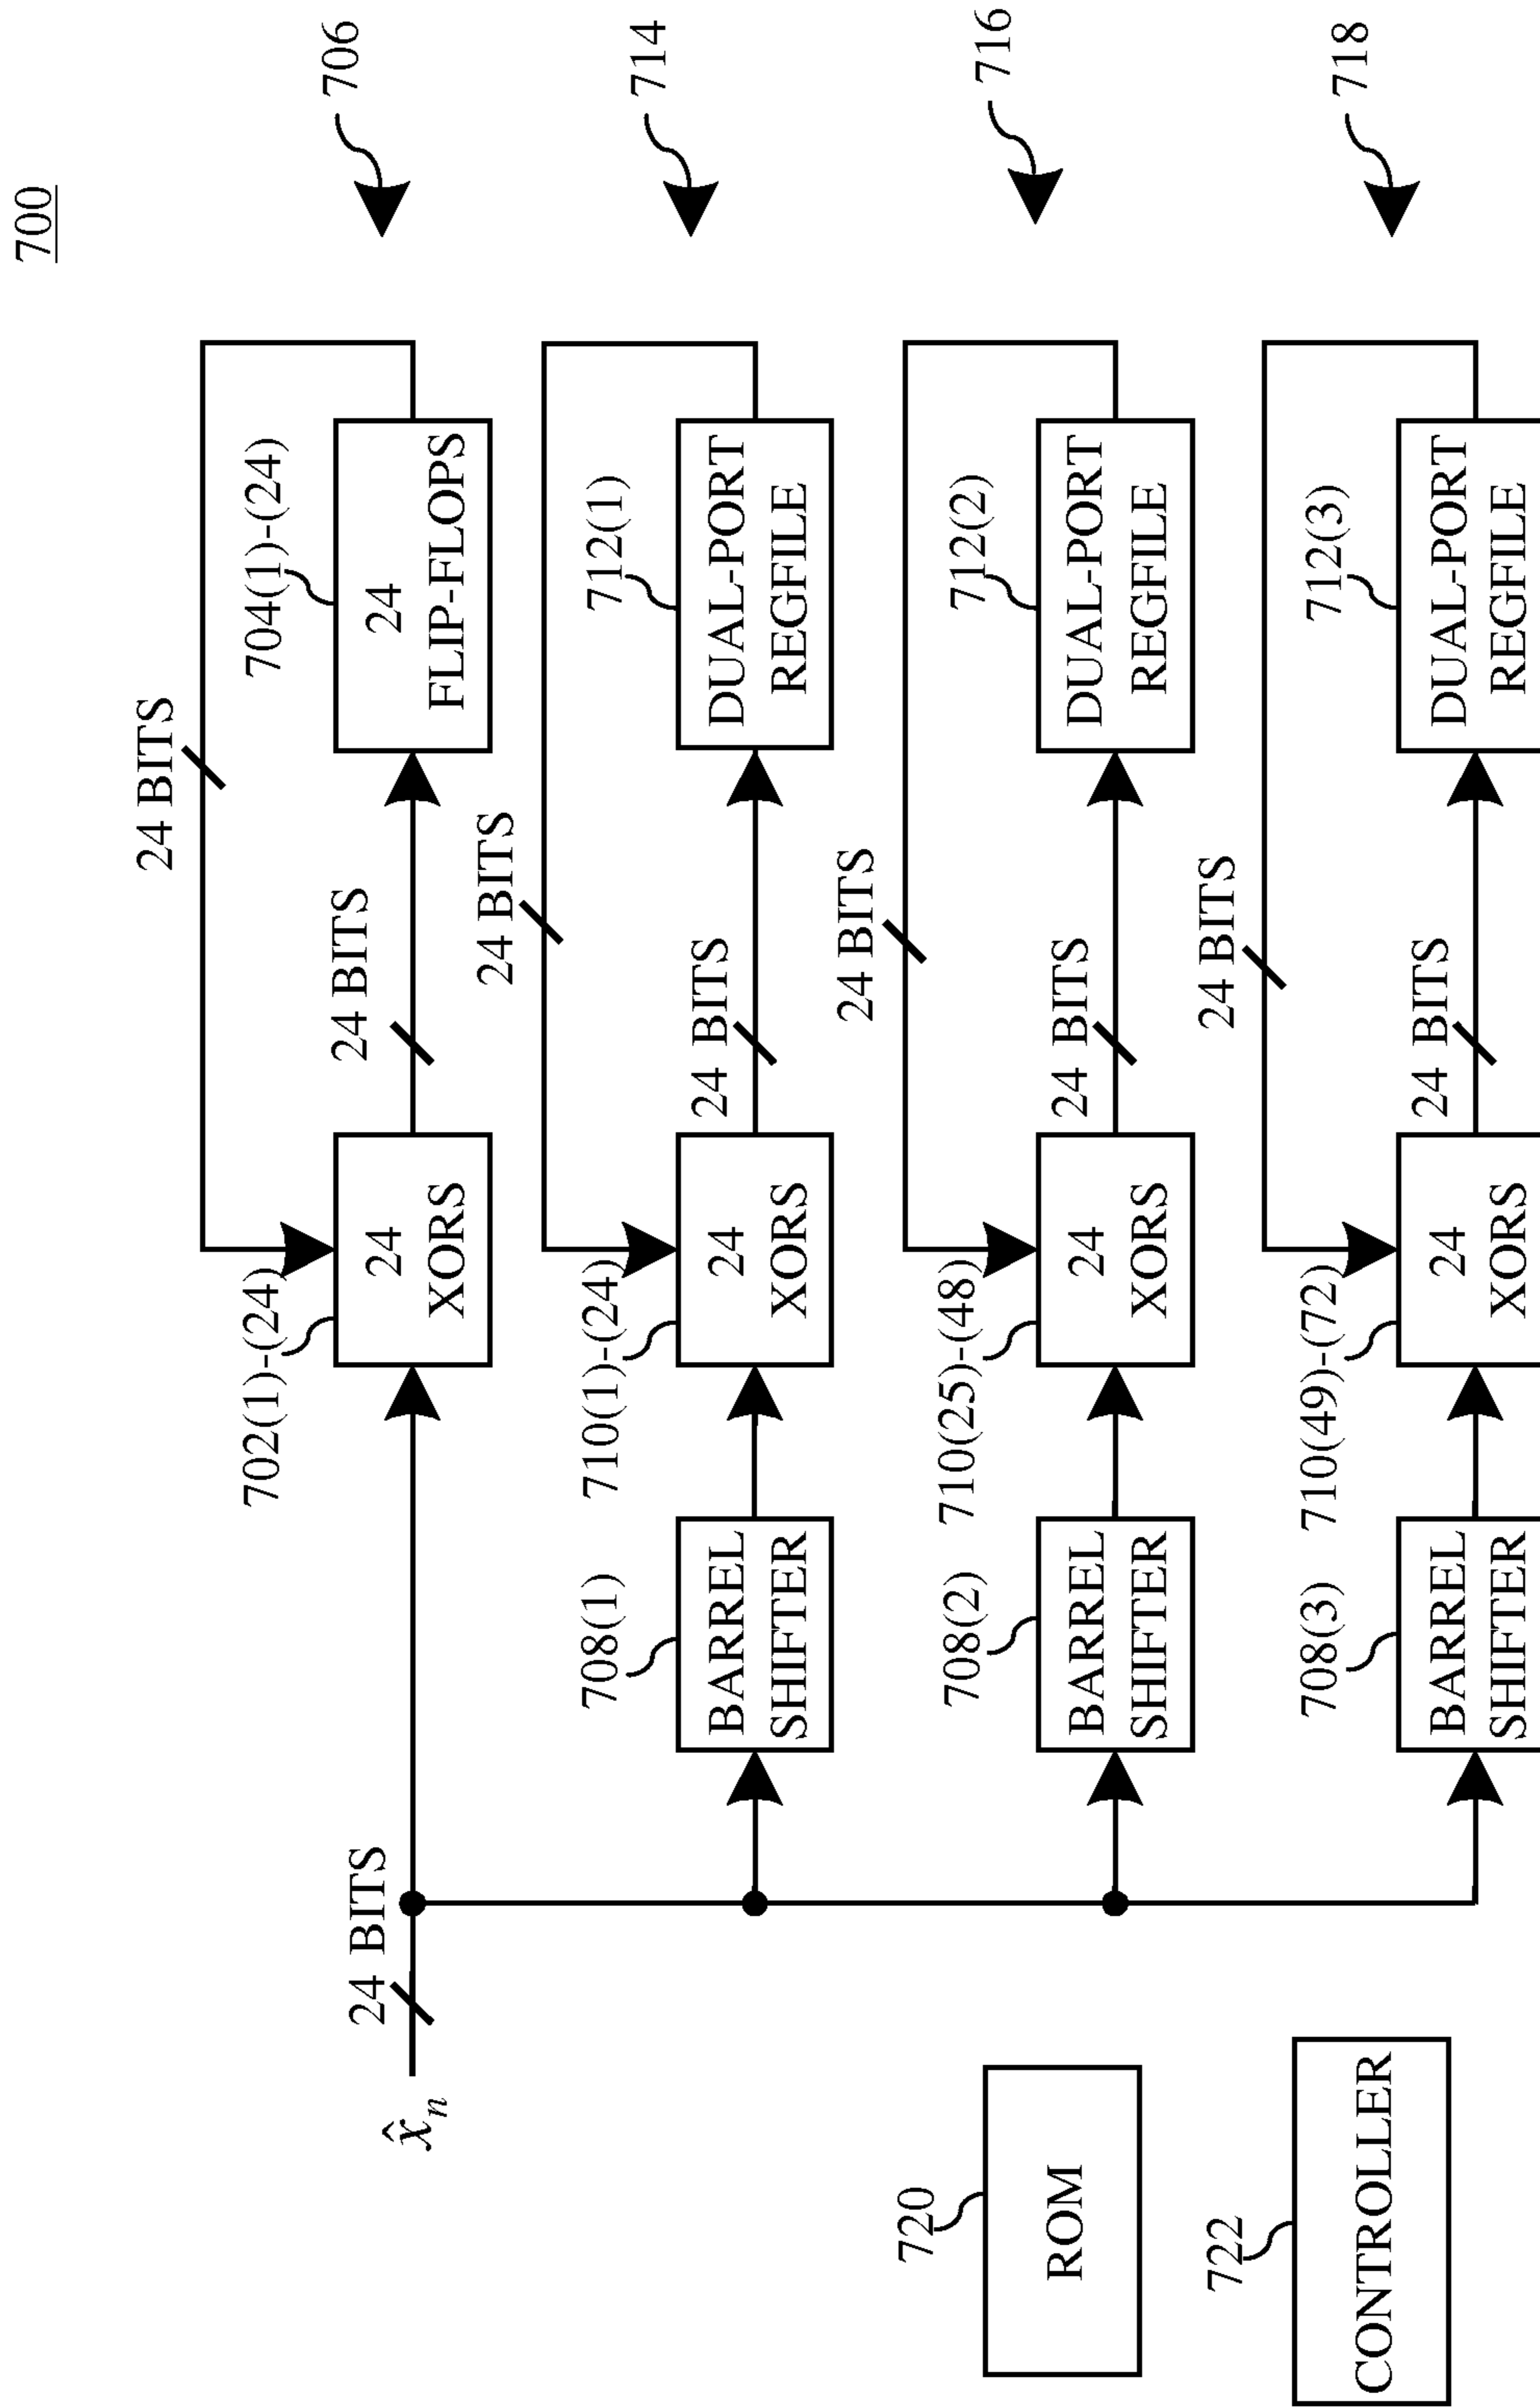 700
24 BITS
704(1)-(24)
706
x̂n
24 BITS
702(1)-(24)
24
XORS
24 BITS
24
FLIP-FLOPS
24 BITS
712(1)
714
708(1)
BARREL
SHIFTER
710(1)-(24)
24
XORS
24 BITS
DUAL-PORT
REGFILE
24 BITS
712(2)
716
708(2)
BARREL
SHIFTER
710(25)-(48)
24
XORS
24 BITS
DUAL-PORT
REGFILE
720
ROM
24 BITS
712(3)
718
708(3)
BARREL
SHIFTER
710(49)-(72)
24
XORS
24 BITS
DUAL-PORT
REGFILE
722
CONTROLLER